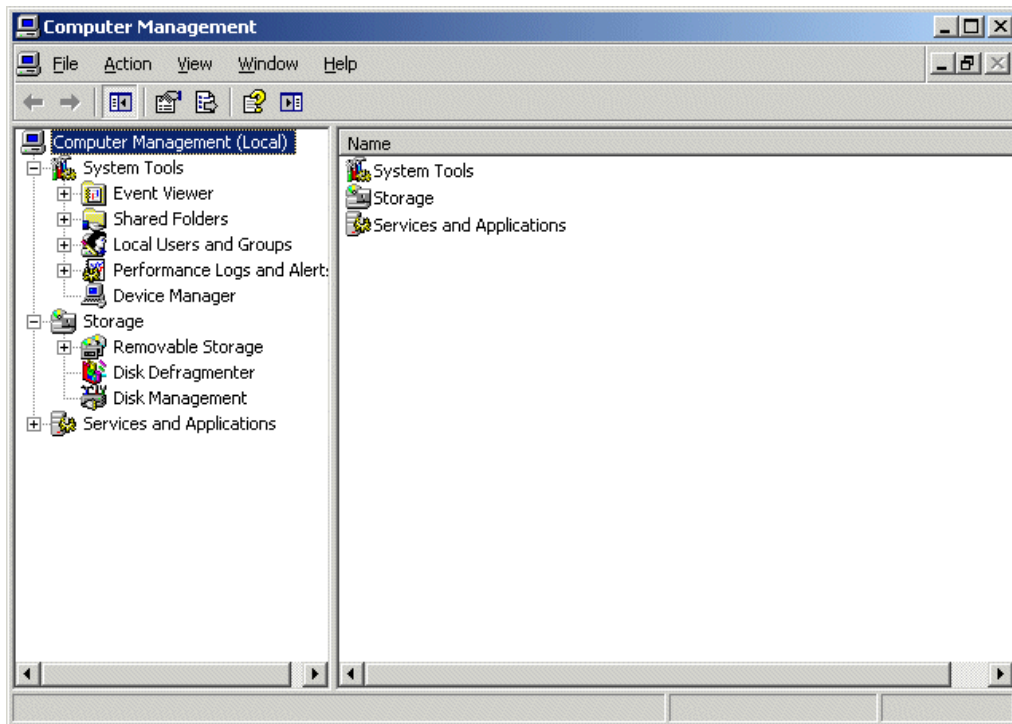 Computer Management
File Action View Window Help
Computer Management (Local)
System Tools
Event Viewer
Shared Folders
Local Users and Groups
Performance Logs and Alert
Device Manager
Storage
Removable Storage
Disk Defragmenter
Disk Management
Services and Applications
Name
System Tools
Storage
Services and Applications